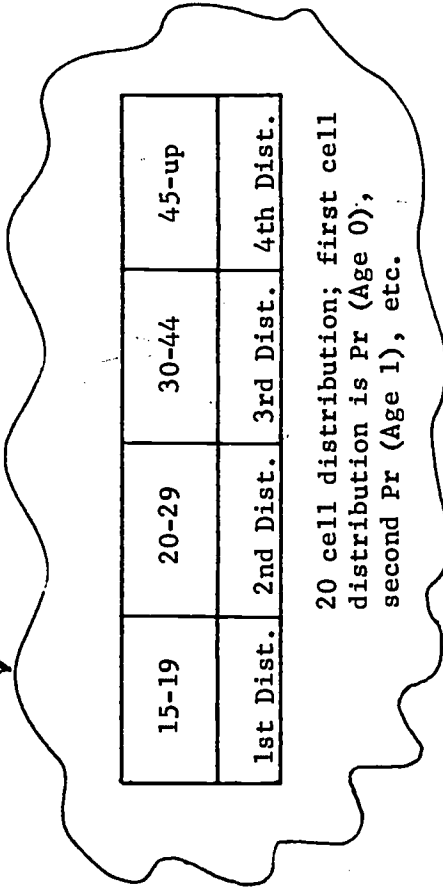 15-19 20-29 30-44 45-up
1st Dist. 2nd Dist. 3rd Dist. 4th Dist.
20 cell distribution; first cell
distribution is Pr (Age 0),
second Pr (Age 1), etc.